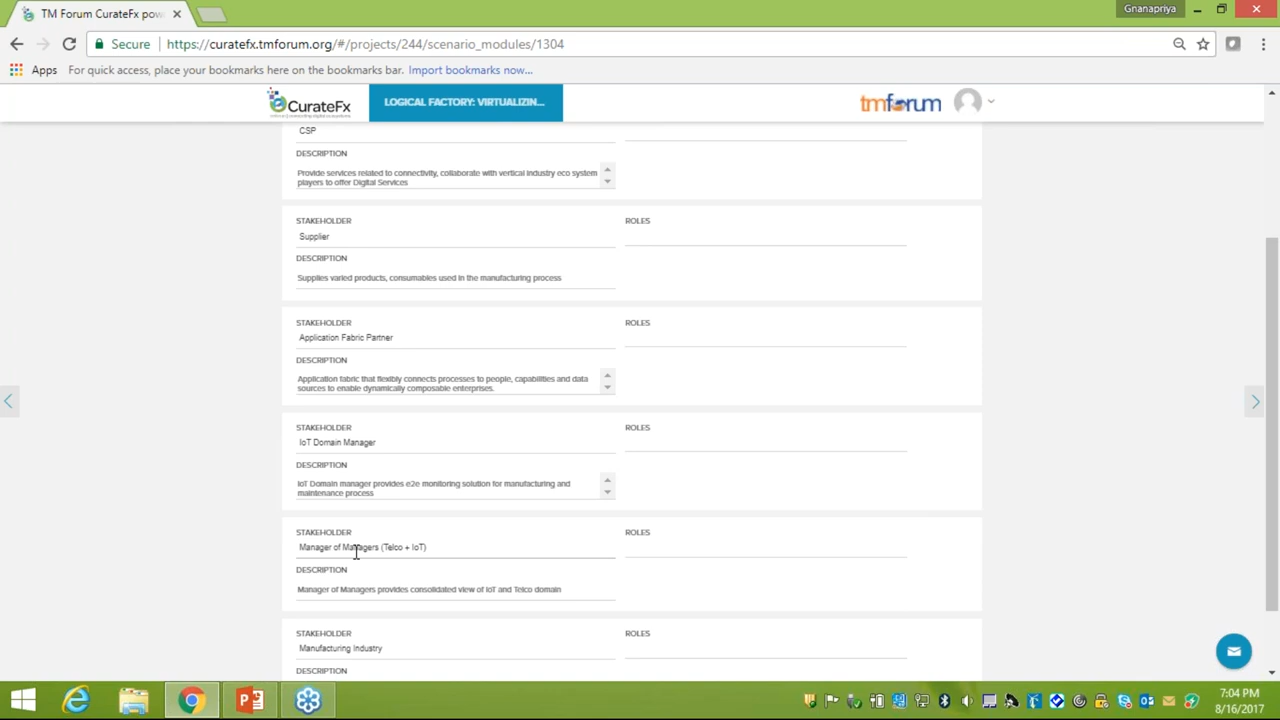 TM Forum CurateFx pow
Gnanapriya
Secure
https://curatefx.tmforum.org/#/projects/244/scenario_modules/1304
Apps
For quick access, place your bookmarks here on the bookmarks bar. Import bookmarks now...
CurateFx
LOGICAL FACTORY: VIRTUALIZIN...
tmforum
CSP
DESCRIPTION
Provide services related to connectivity, collaborate with vertical industry eco system
players to offer Digital Services
STAKEHOLDER
ROLES
Supplier
DESCRIPTION
Supplies varied products, consumables used in the manufacturing process
STAKEHOLDER
ROLES
Application Fabric Partner
DESCRIPTION
Application fabric that flexibly connects processes to people, capabilities and data
sources to enable dynamically composable enterprises.
STAKEHOLDER
ROLES
IoT Domain Manager
DESCRIPTION
IoT Domain manager provides e2e monitoring solution for manufacturing and
maintenance process
STAKEHOLDER
ROLES
Manager of Managers (Telco + IoT)
DESCRIPTION
Manager of Managers provides consolidated view of IoT and Telco domain
STAKEHOLDER
ROLES
Manufacturing Industry
DESCRIPTION
7:04 PM
8/16/2017